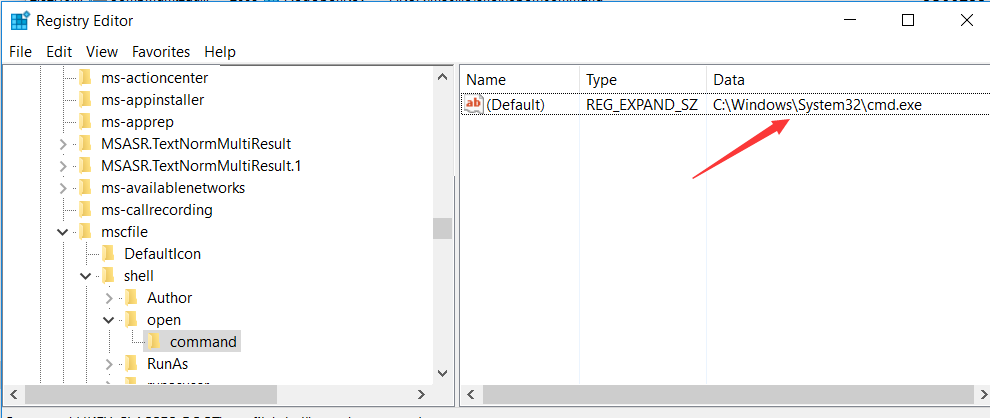 Registry Editor
File Edit View Favorites Help
ms-actioncenter
ms-appinstaller
ms-apprep
MSASR.TextNormMultiResult
MSASR.TextNormMultiResult.1
ms-availablenetworks
ms-callrecording
mscfile
DefaultIcon
shell
Author
open
command
RunAs
Name Type Data
ab (Default) REG_EXPAND_SZ C:\Windows\System32\cmd.exe